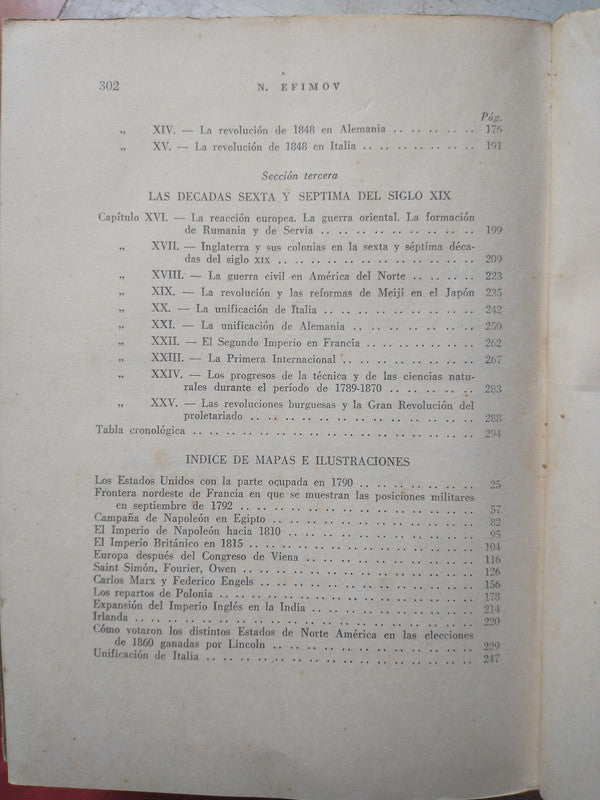 302 N. EFIMOV
Pág.
„ XIV. — La revolución de 1848 en Alemania .. .. .. .. .. 176
„ XV. — La revolución de 1848 en Italia .. .. .. .. .. .. .. 191
Sección tercera
LAS DECADAS SEXTA Y SEPTIMA DEL SIGLO XIX
Capítulo XVI. — La reacción europea. La guerra oriental. La formación
de Rumania y de Servia .. .. .. .. .. .. .. .. .. 199
„ XVII. — Inglaterra y sus colonias en la sexta y séptima déca-
das del siglo XIX .. .. .. .. .. .. .. .. .. .. .. 209
„ XVIII. — La guerra civil en América del Norte .. .. .. .. 223
„ XIX. — La revolución y las reformas de Meiji en el Japón 235
„ XX. — La unificación de Italia .. .. .. .. .. .. .. .. 242
„ XXI. — La unificación de Alemania .. .. .. .. .. .. .. 250
„ XXII. — El Segundo Imperio en Francia .. .. .. .. .. .. 262
„ XXIII. — La Primera Internacional .. .. .. .. .. .. .. 267
„ XXIV. — Los progresos de la técnica y de las ciencias natu-
rales durante el período de 1789-1870 .. .. .. .. .. 283
„ XXV. — Las revoluciones burguesas y la Gran Revolución del
proletariado .. .. .. .. .. .. .. .. .. .. .. .. 288
Tabla cronológica .. .. .. .. .. .. .. .. .. .. .. .. .. .. .. 294
INDICE DE MAPAS E ILUSTRACIONES
Los Estados Unidos con la parte ocupada en 1790 .. .. .. .. .. .. 25
Frontera nordeste de Francia en que se muestran las posiciones militares
en septiembre de 1792 .. .. .. .. .. .. .. .. .. .. .. .. 57
Campaña de Napoleón en Egipto .. .. .. .. .. .. .. .. .. .. 82
El Imperio de Napoleón hacia 1810 .. .. .. .. .. .. .. .. .. 95
El Imperio Británico en 1815 .. .. .. .. .. .. .. .. .. .. .. 104
Europa después del Congreso de Viena .. .. .. .. .. .. .. .. 116
Saint Simón, Fourier, Owen .. .. .. .. .. .. .. .. .. .. .. 126
Carlos Marx y Federico Engels .. .. .. .. .. .. .. .. .. .. 156
Los repartos de Polonia .. .. .. .. .. .. .. .. .. .. .. .. 178
Expansión del Imperio Inglés en la India .. .. .. .. .. .. .. 214
Irlanda .. .. .. .. .. .. .. .. .. .. .. .. .. .. .. .. .. 220
Cómo votaron los distintos Estados de Norte América en las elecciones
de 1860 ganadas por Lincoln .. .. .. .. .. .. .. .. .. .. 229
Unificación de Italia .. .. .. .. .. .. .. .. .. .. .. .. .. 247